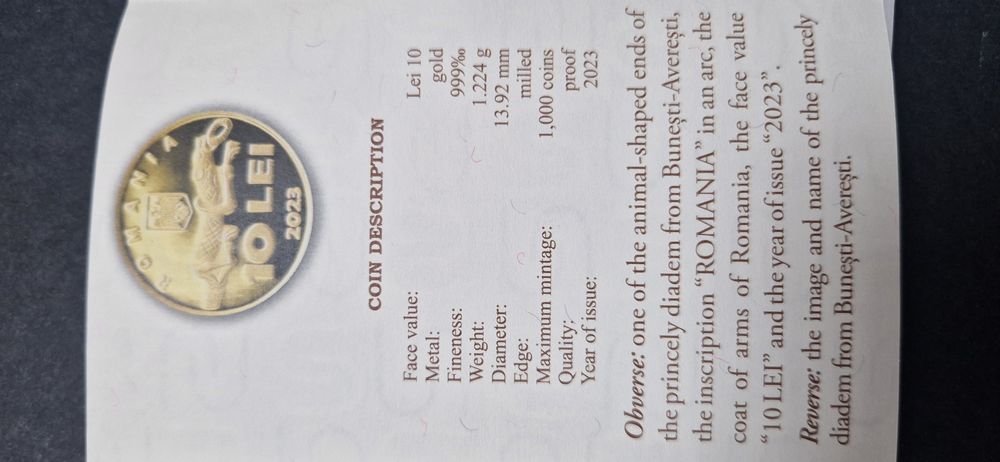 ROMANIA
10 LEI
2023
COIN DESCRIPTION
Face value: Lei 10
Metal: gold
Fineness: 999‰
Weight: 1.224 g
Diameter: 13.92 mm
Edge: milled
Maximum mintage: 1,000 coins
Quality: proof
Year of issue: 2023
Obverse: one of the animal-shaped ends of
the princely diadem from Bunești-Averești,
the inscription “ROMANIA” in an arc, the
coat of arms of Romania, the face value
“10 LEI” and the year of issue “2023”.
Reverse: the image and name of the princely
diadem from Bunești-Averești.